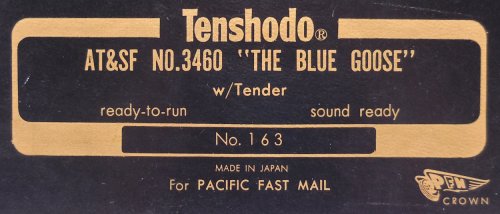 Tenshodo®
AT&SF NO.3460 "THE BLUE GOOSE"
w/Tender
ready-to-run sound ready
No. 163
MADE IN JAPAN
For PACIFIC FAST MAIL
PFM
CROWN